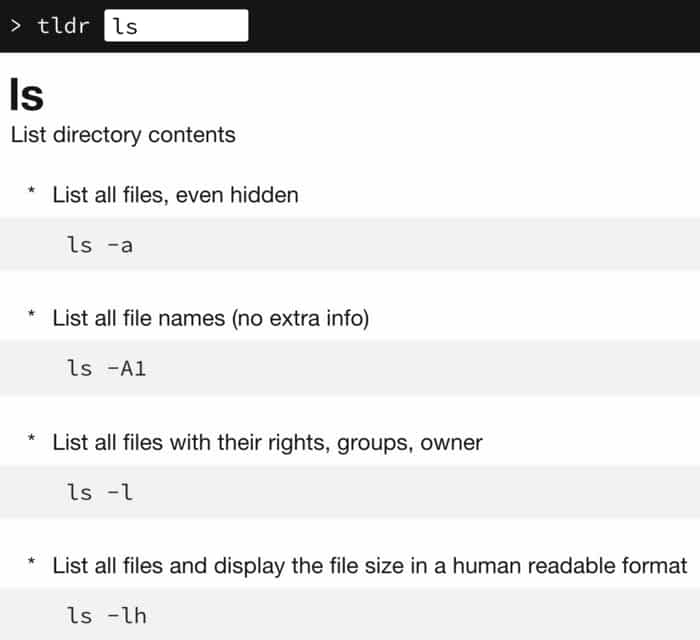 > tldr ls
ls
List directory contents
* List all files, even hidden
ls -a
* List all file names (no extra info)
ls -A1
* List all files with their rights, groups, owner
ls -l
* List all files and display the file size in a human readable format
ls -lh